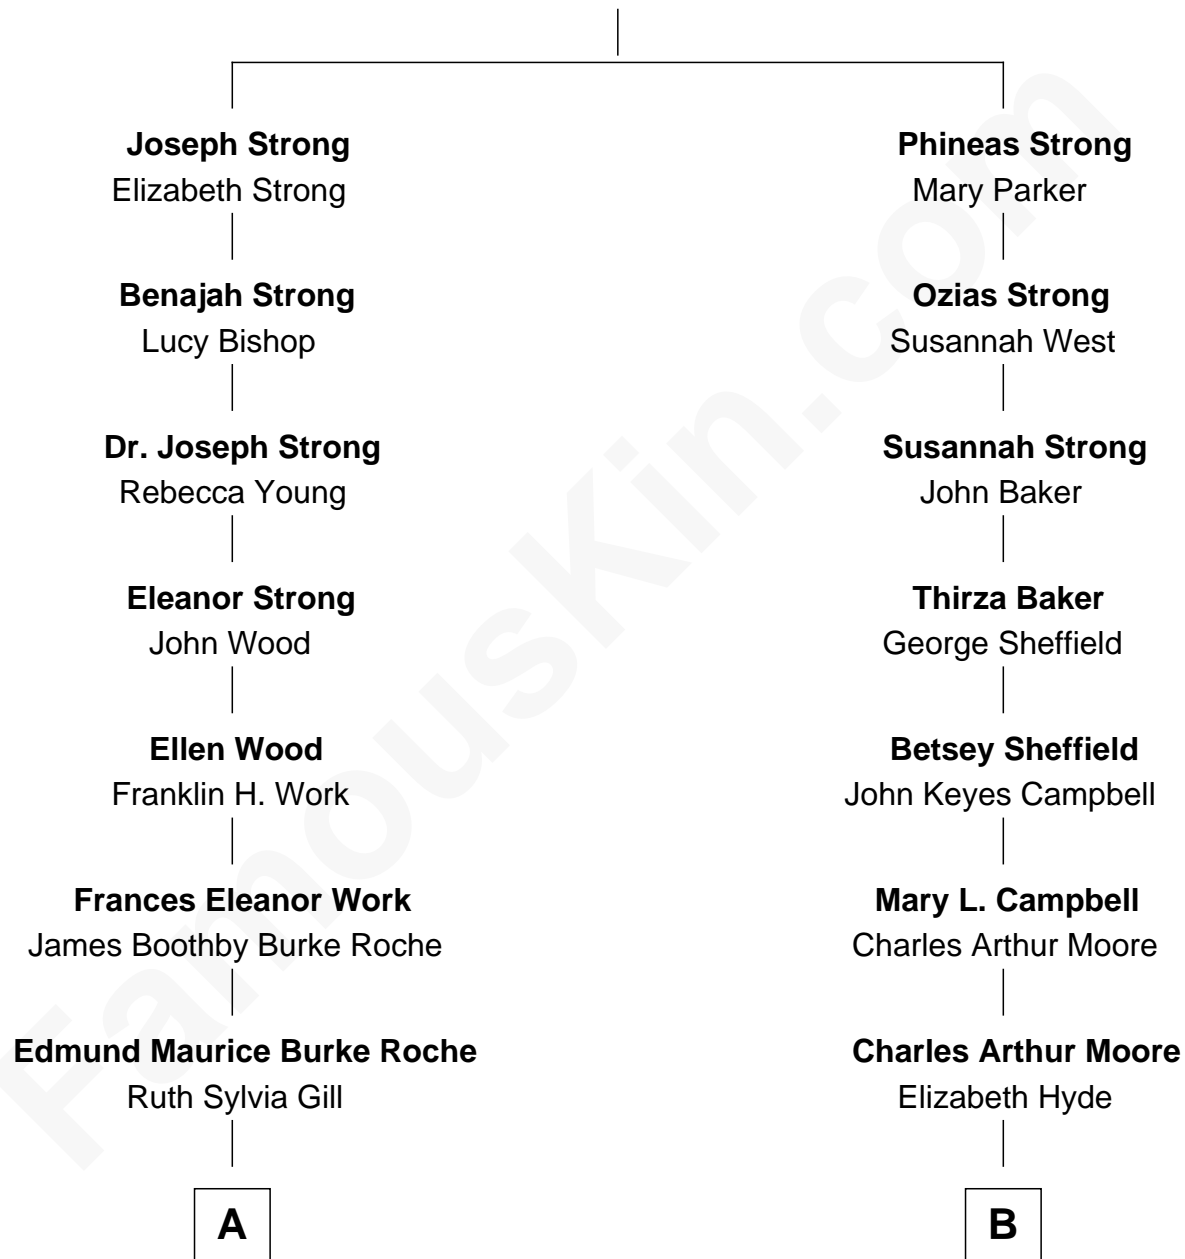 Joseph Strong
Elizabeth Strong
Benajah Strong
Lucy Bishop
Dr. Joseph Strong
Rebecca Young
Eleanor Strong
John Wood
Ellen Wood
Franklin H. Work
Frances Eleanor Work
James Boothby Burke Roche
Edmund Maurice Burke Roche
Ruth Sylvia Gill
A
Phineas Strong
Mary Parker
Ozias Strong
Susannah West
Susannah Strong
John Baker
Thirza Baker
George Sheffield
Betsey Sheffield
John Keyes Campbell
Mary L. Campbell
Charles Arthur Moore
Charles Arthur Moore
Elizabeth Hyde
B
FamousKin.com